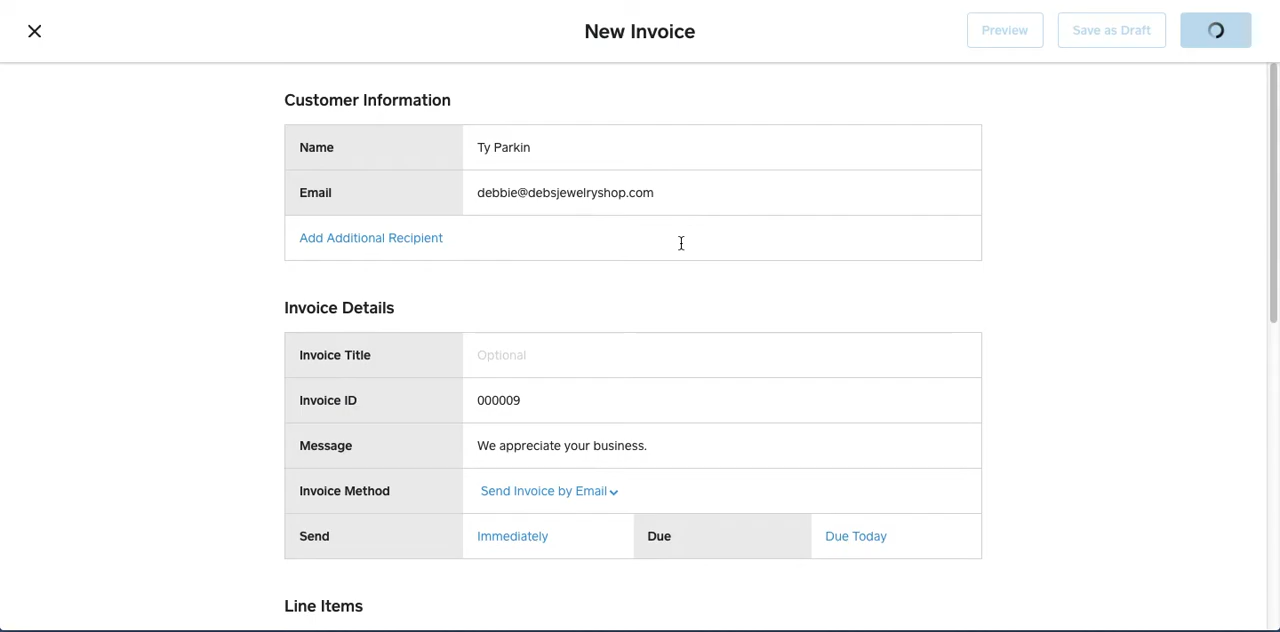 New Invoice
Preview
Save as Draft
Customer Information
Name Ty Parkin
Email debbie@debsjewelryshop.com
Add Additional Recipient
Invoice Details
Invoice Title Optional
Invoice ID 000009
Message We appreciate your business.
Invoice Method Send Invoice by Email
Send Immediately Due Due Today
Line Items